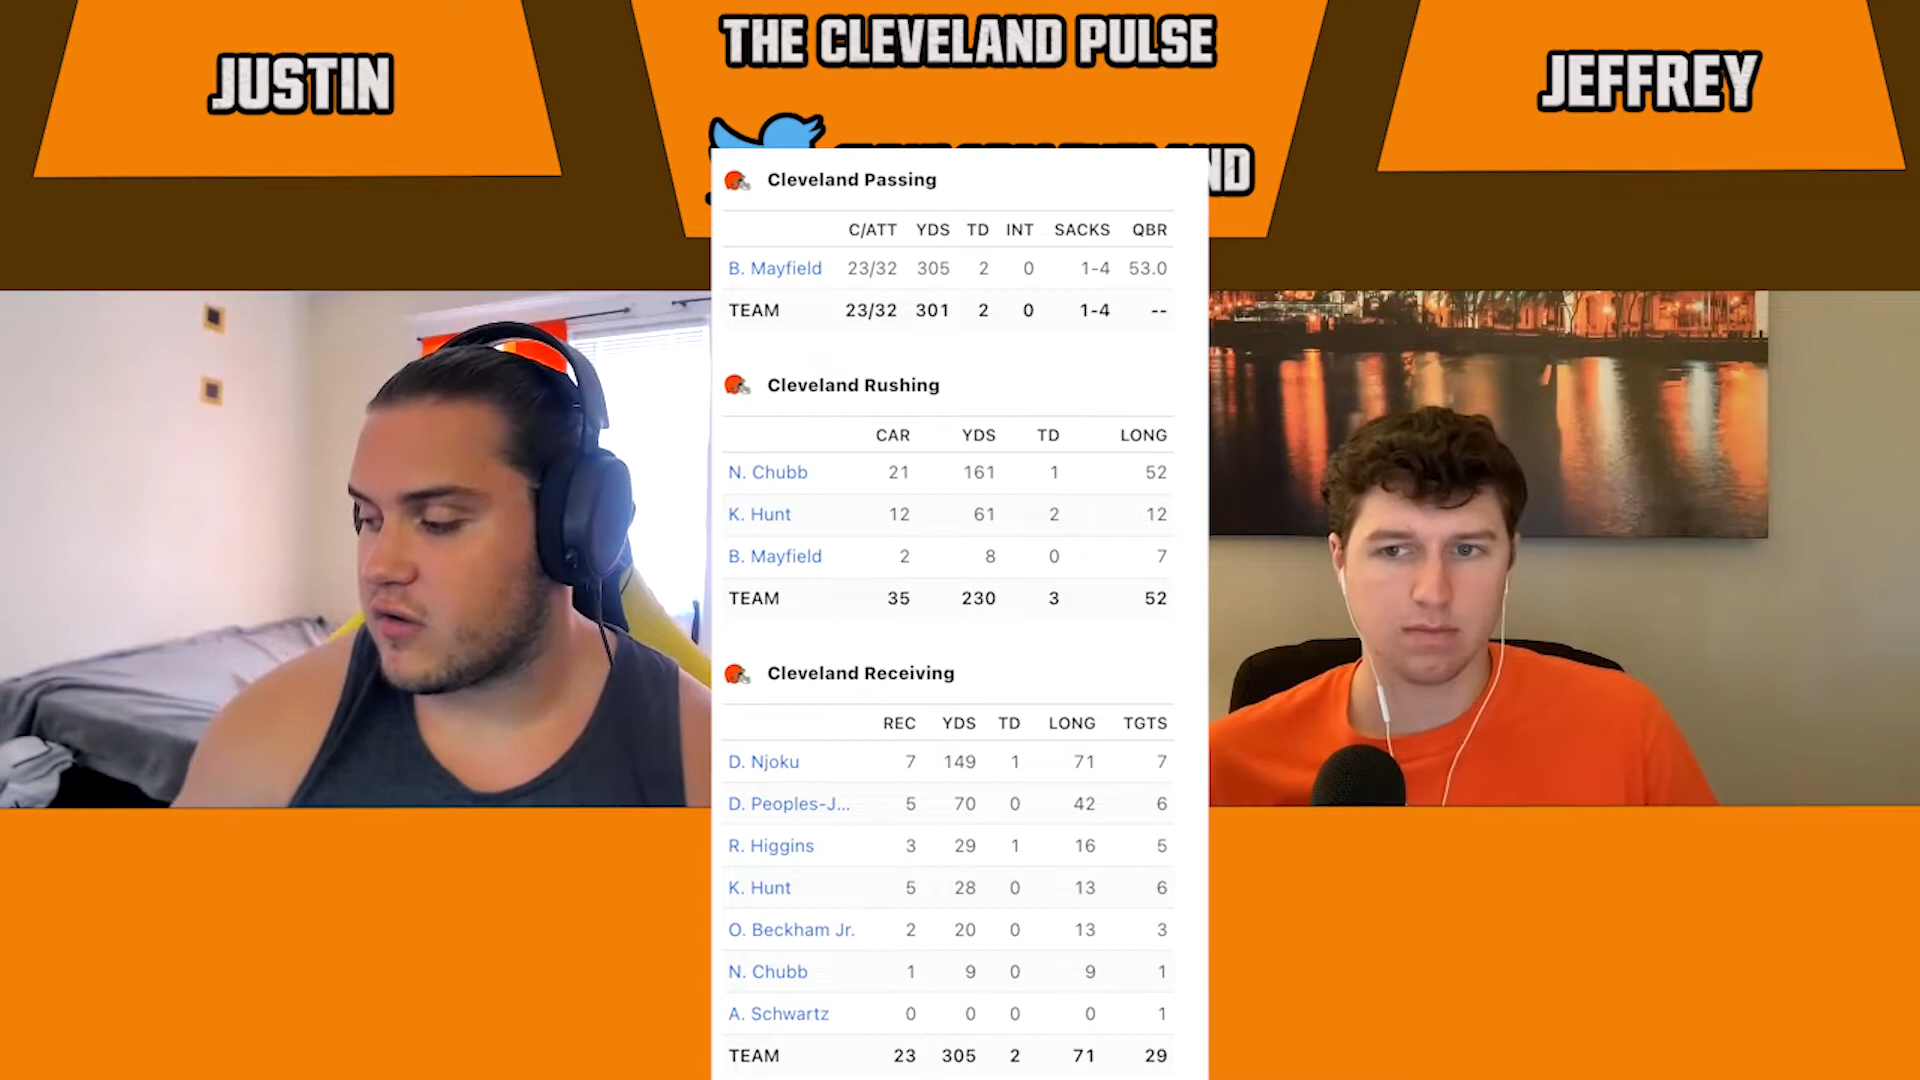 JUSTIN
THE CLEVELAND PULSE
JEFFREY
Cleveland Passing
C/ATT YDS TD INT SACKS QBR
B. Mayfield 23/32 305 2 0 1-4 53.0
TEAM 23/32 301 2 0 1-4 --
Cleveland Rushing
CAR YDS TD LONG
N. Chubb 21 161 1 52
K. Hunt 12 61 2 12
B. Mayfield 2 8 0 7
TEAM 35 230 3 52
Cleveland Receiving
REC YDS TD LONG TGTS
D. Njoku 7 149 1 71 7
D. Peoples-J... 5 70 0 42 6
R. Higgins 3 29 1 16 5
K. Hunt 5 28 0 13 6
O. Beckham Jr. 2 20 0 13 3
N. Chubb 1 9 0 9 1
A. Schwartz 0 0 0 0 1
TEAM 23 305 2 71 29